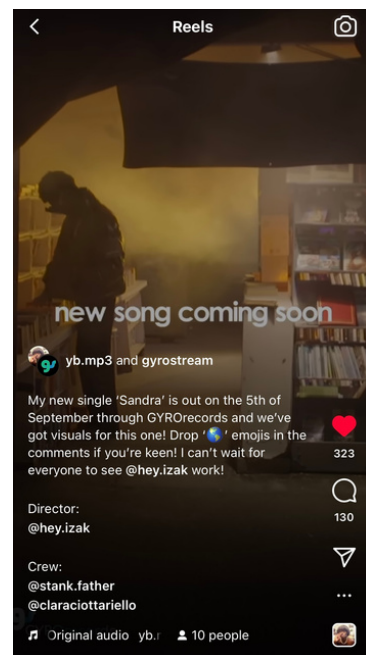 Reels
new song coming soon
yb.mp3 and gyrostream
My new single ‘Sandra’ is out on the 5th of
September through GYROrecords and we’ve
got visuals for this one! Drop ‘🌎’ emojis in the
comments if you’re keen! I can’t wait for
everyone to see @hey.izak work!
323
130
Director:
@hey.izak
Crew:
@stank.father
@claraciottariello
Original audio yb.r
10 people